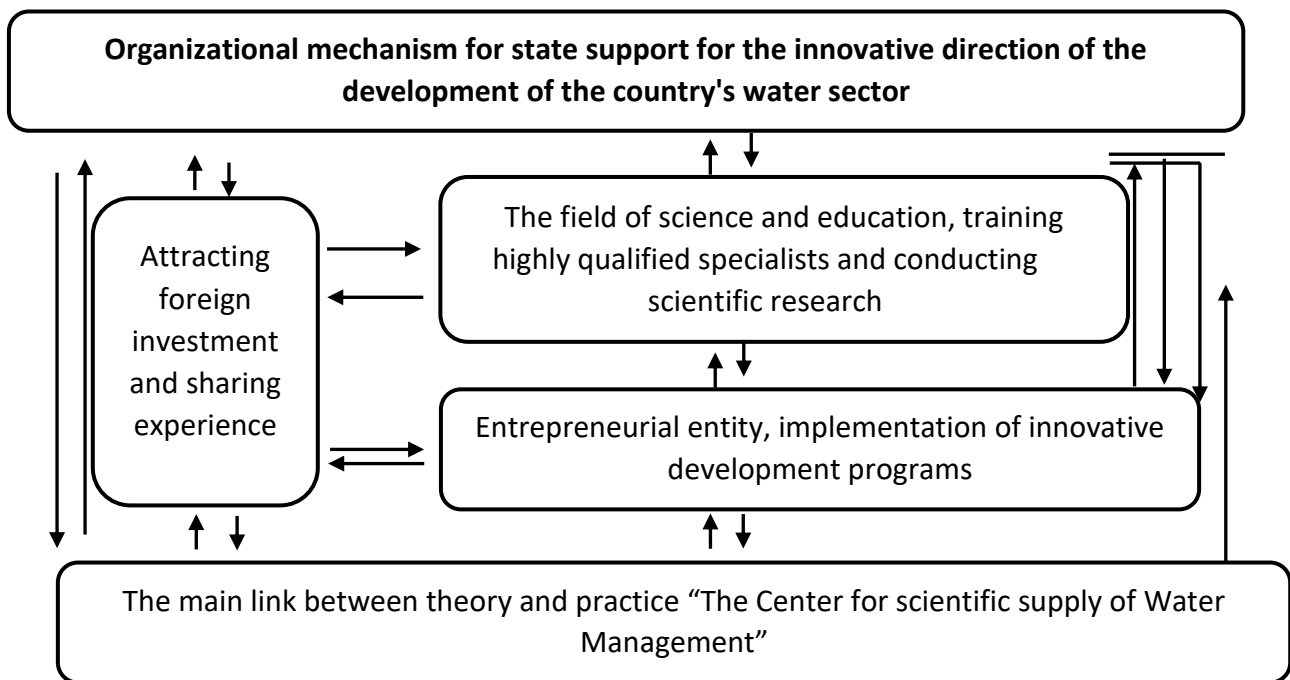 Organizational mechanism for state support for the innovative direction of the
development of the country's water sector
Attracting
foreign
investment
and sharing
experience
The field of science and education, training
highly qualified specialists and conducting
scientific research
Entrepreneurial entity, implementation of innovative
development programs
The main link between theory and practice “The Center for scientific supply of Water
Management”